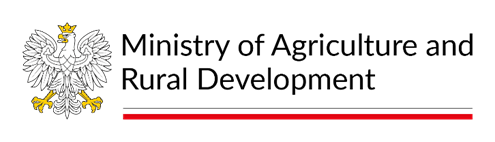 Ministry of Agriculture and
Rural Development